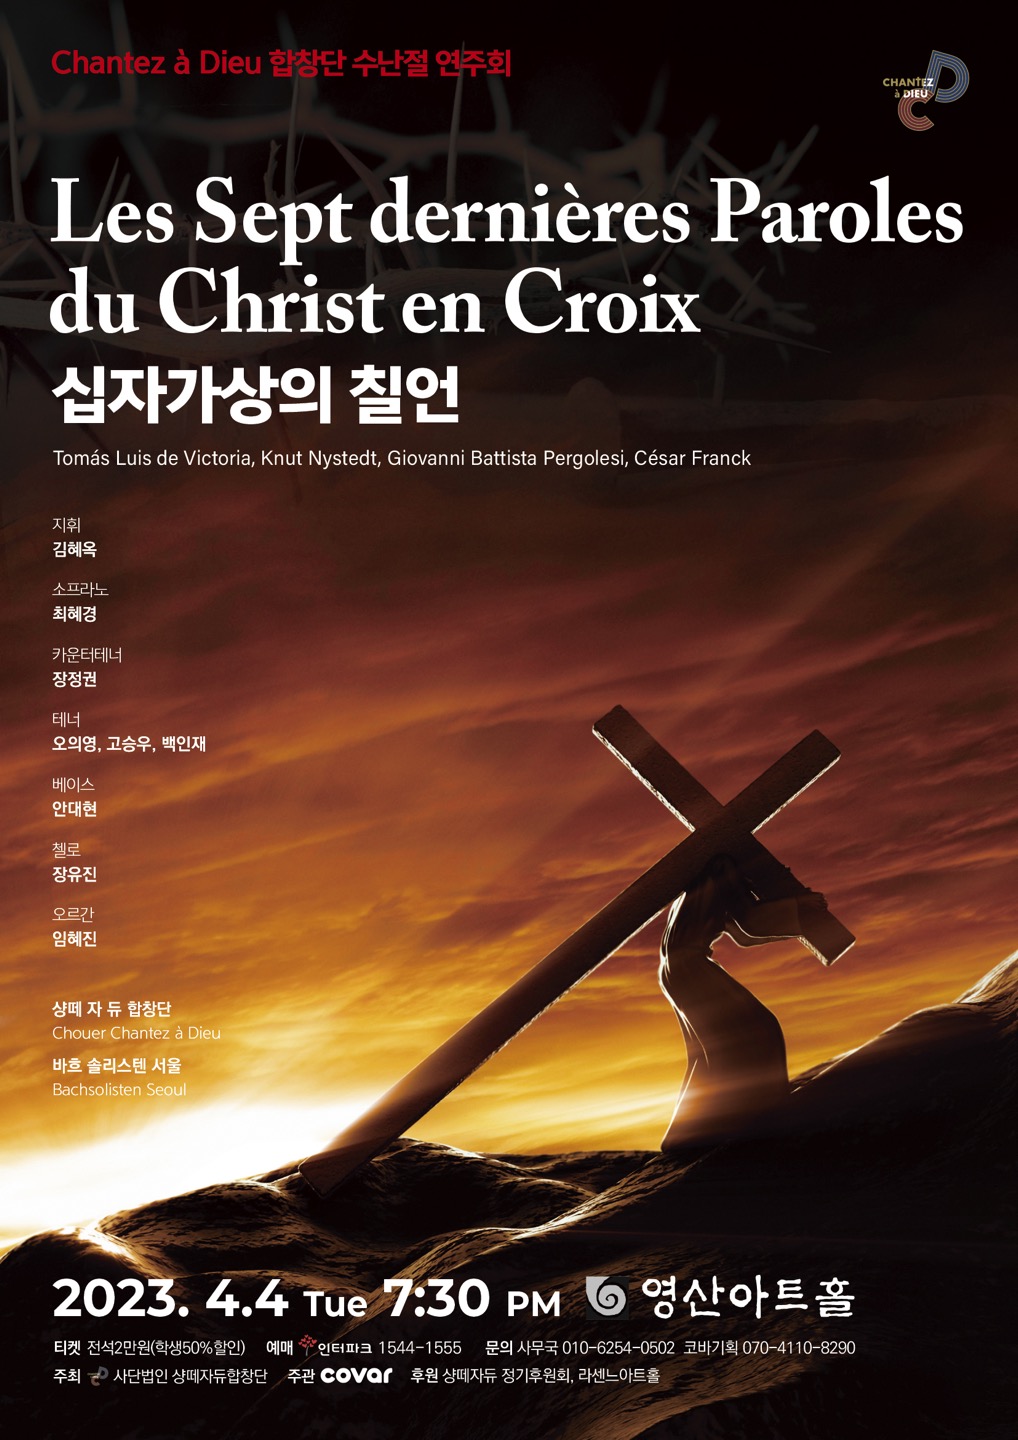 Chantez à Dieu 합창단 수난절 연주회
CHANTEZ
à DIEU
Les Sept dernières Paroles
du Christ en Croix
십자가상의 칠언
Tomás Luis de Victoria, Knut Nystedt, Giovanni Battista Pergolesi, César Franck
지휘
김혜옥
소프라노
최혜경
카운터테너
장정권
테너
오의영, 고승우, 백인재
베이스
안대현
첼로
장유진
오르간
임혜진
샹떼 자 듀 합창단
Chouer Chantez à Dieu
바흐 솔리스텐 서울
Bachsolisten Seoul
2023. 4.4 Tue 7:30 PM 영산아트홀
티켓 전석2만원(학생50%할인) 예매 인터파크 1544-1555 문의 사무국 010-6254-0502 코바기획 070-4110-8290
주최 사단법인 샹떼자듀합창단 주관 covar 후원 샹떼자듀 정기후원회, 라센느아트홀